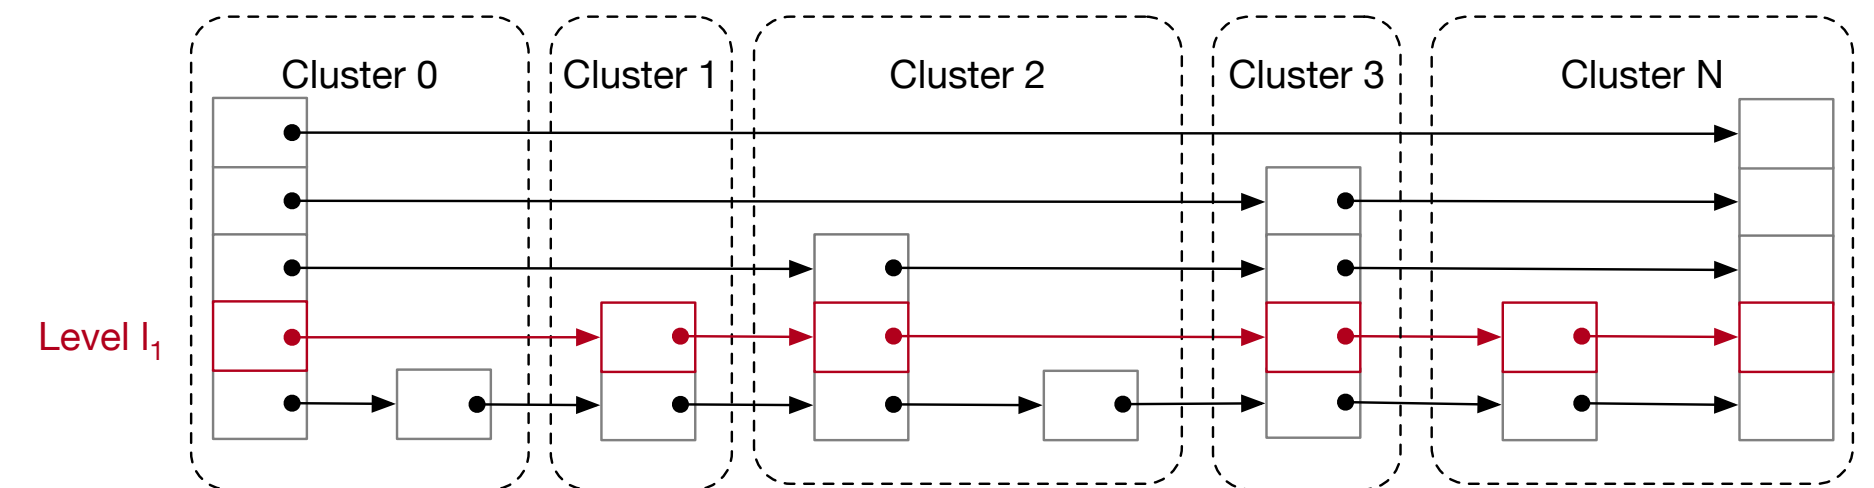 Cluster 0
Cluster 1
Cluster 2
Cluster 3
Cluster N
Level l₁